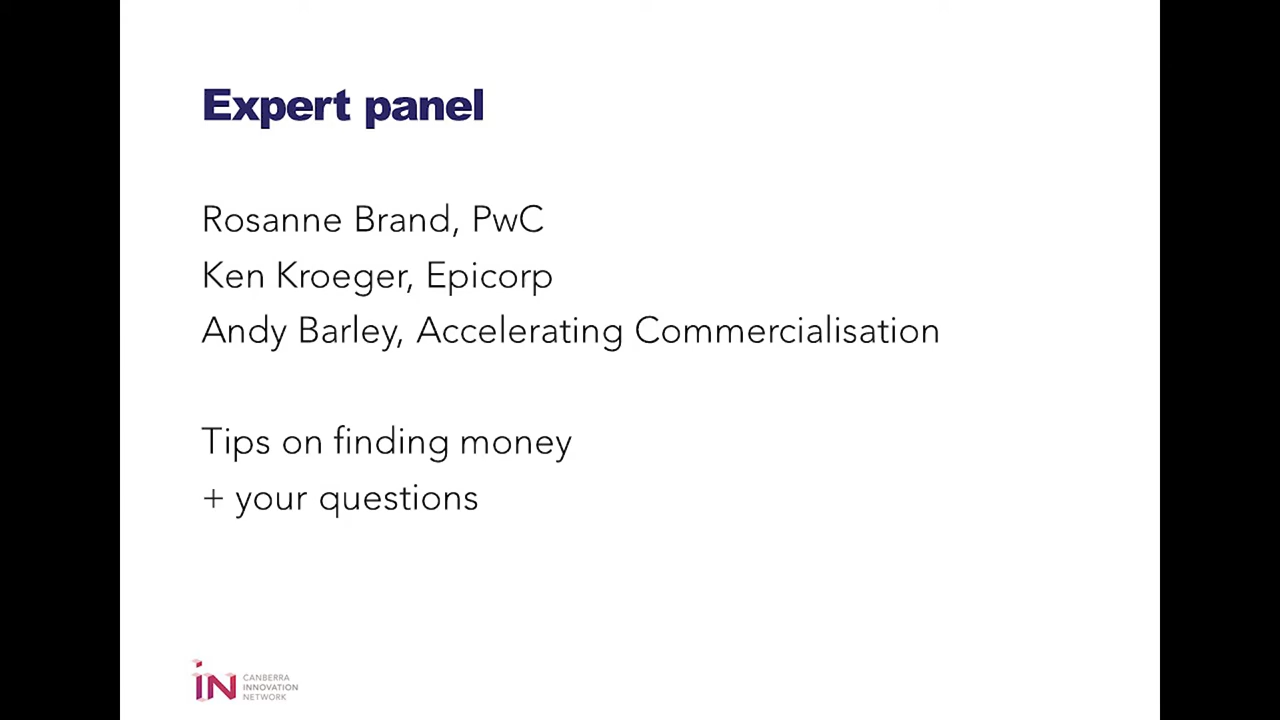 Expert panel
Rosanne Brand, PwC
Ken Kroeger, Epicorp
Andy Barley, Accelerating Commercialisation
Tips on finding money
+ your questions
iN
CANBERRA
INNOVATION
NETWORK